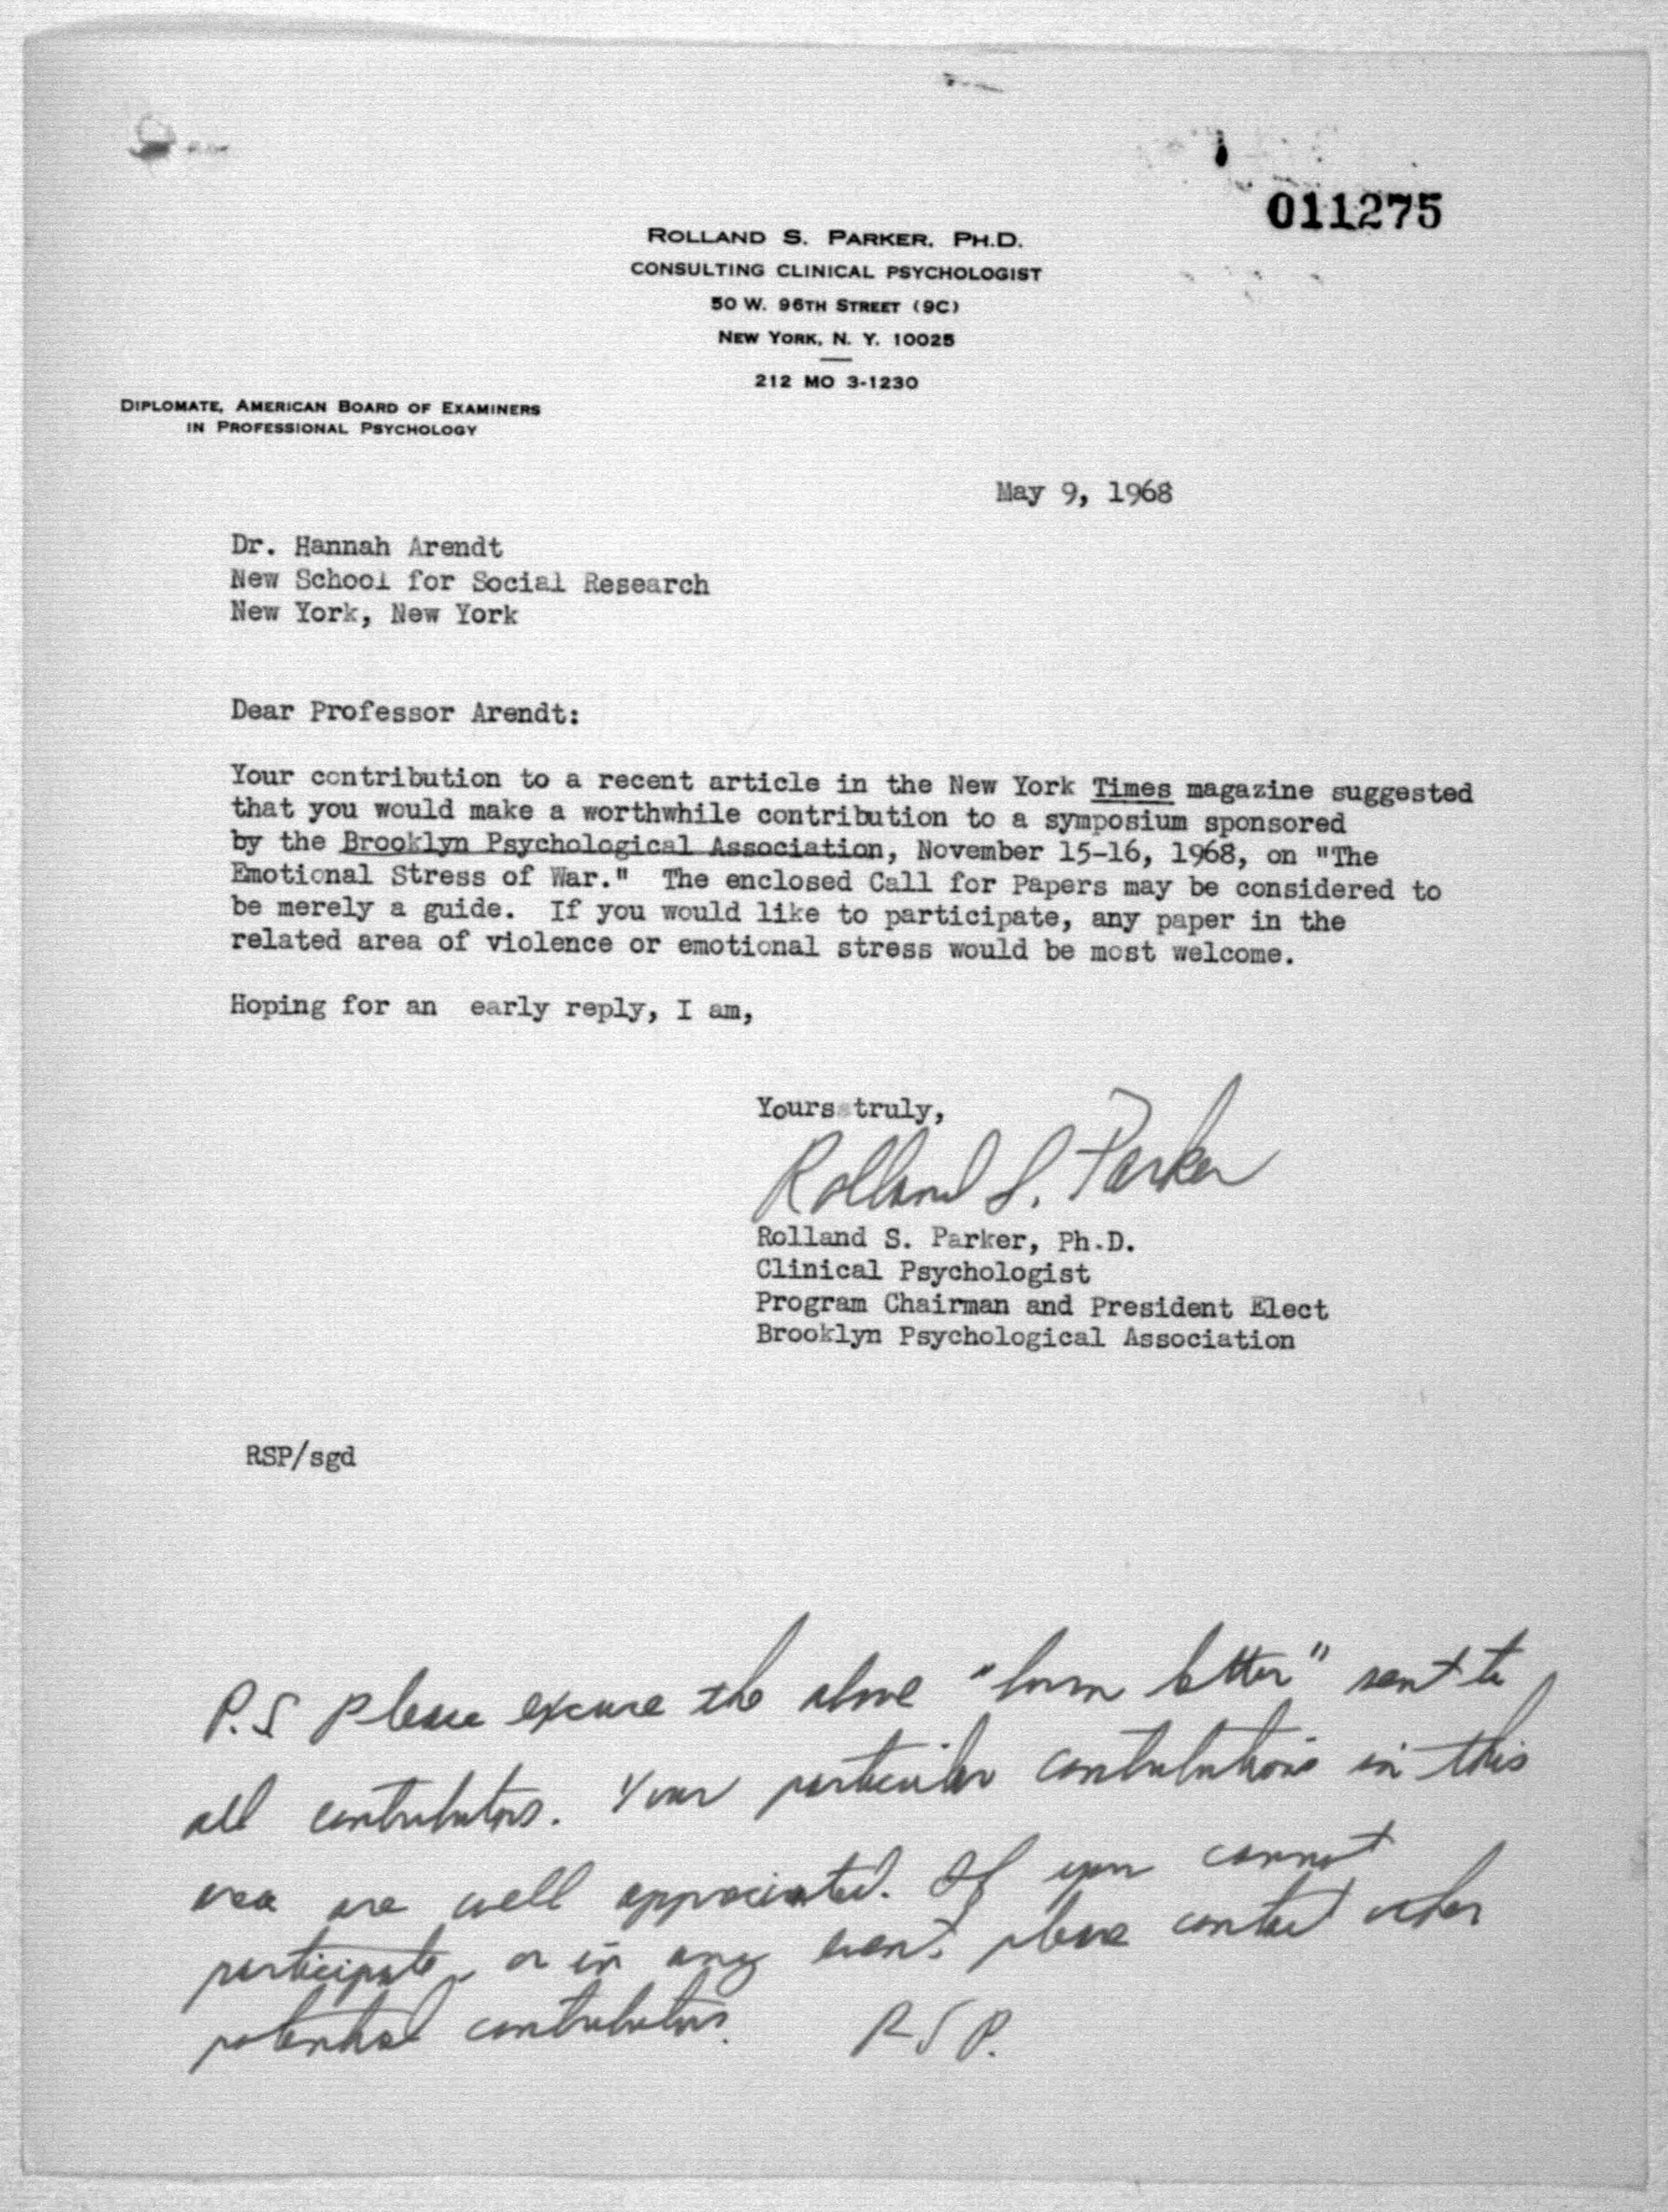 011275
ROLLAND S. PARKER, PH.D.
CONSULTING CLINICAL PSYCHOLOGIST
50 W. 96TH STREET (9C)
NEW YORK, N. Y. 10025
212 MO 3-1230
DIPLOMATE, AMERICAN BOARD OF EXAMINERS
IN PROFESSIONAL PSYCHOLOGY
May 9, 1968
Dr. Hannah Arendt
New School for Social Research
New York, New York
Dear Professor Arendt:
Your contribution to a recent article in the New York Times magazine suggested
that you would make a worthwhile contribution to a symposium sponsored
by the Brooklyn Psychological Association, November 15-16, 1968, on "The
Emotional Stress of War." The enclosed Call for Papers may be considered to
be merely a guide. If you would like to participate, any paper in the
related area of violence or emotional stress would be most welcome.
Hoping for an early reply, I am,
Yours truly,
Rolland S. Parker
Rolland S. Parker, Ph.D.
Clinical Psychologist
Program Chairman and President Elect
Brooklyn Psychological Association
RSP/sgd
P.S Please excuse the above "form letter" sent to
all contributors. Your particular contributions in this
area are well appreciated. If you cannot
participate, or in any event, please contact other
potential contributors. RSP.